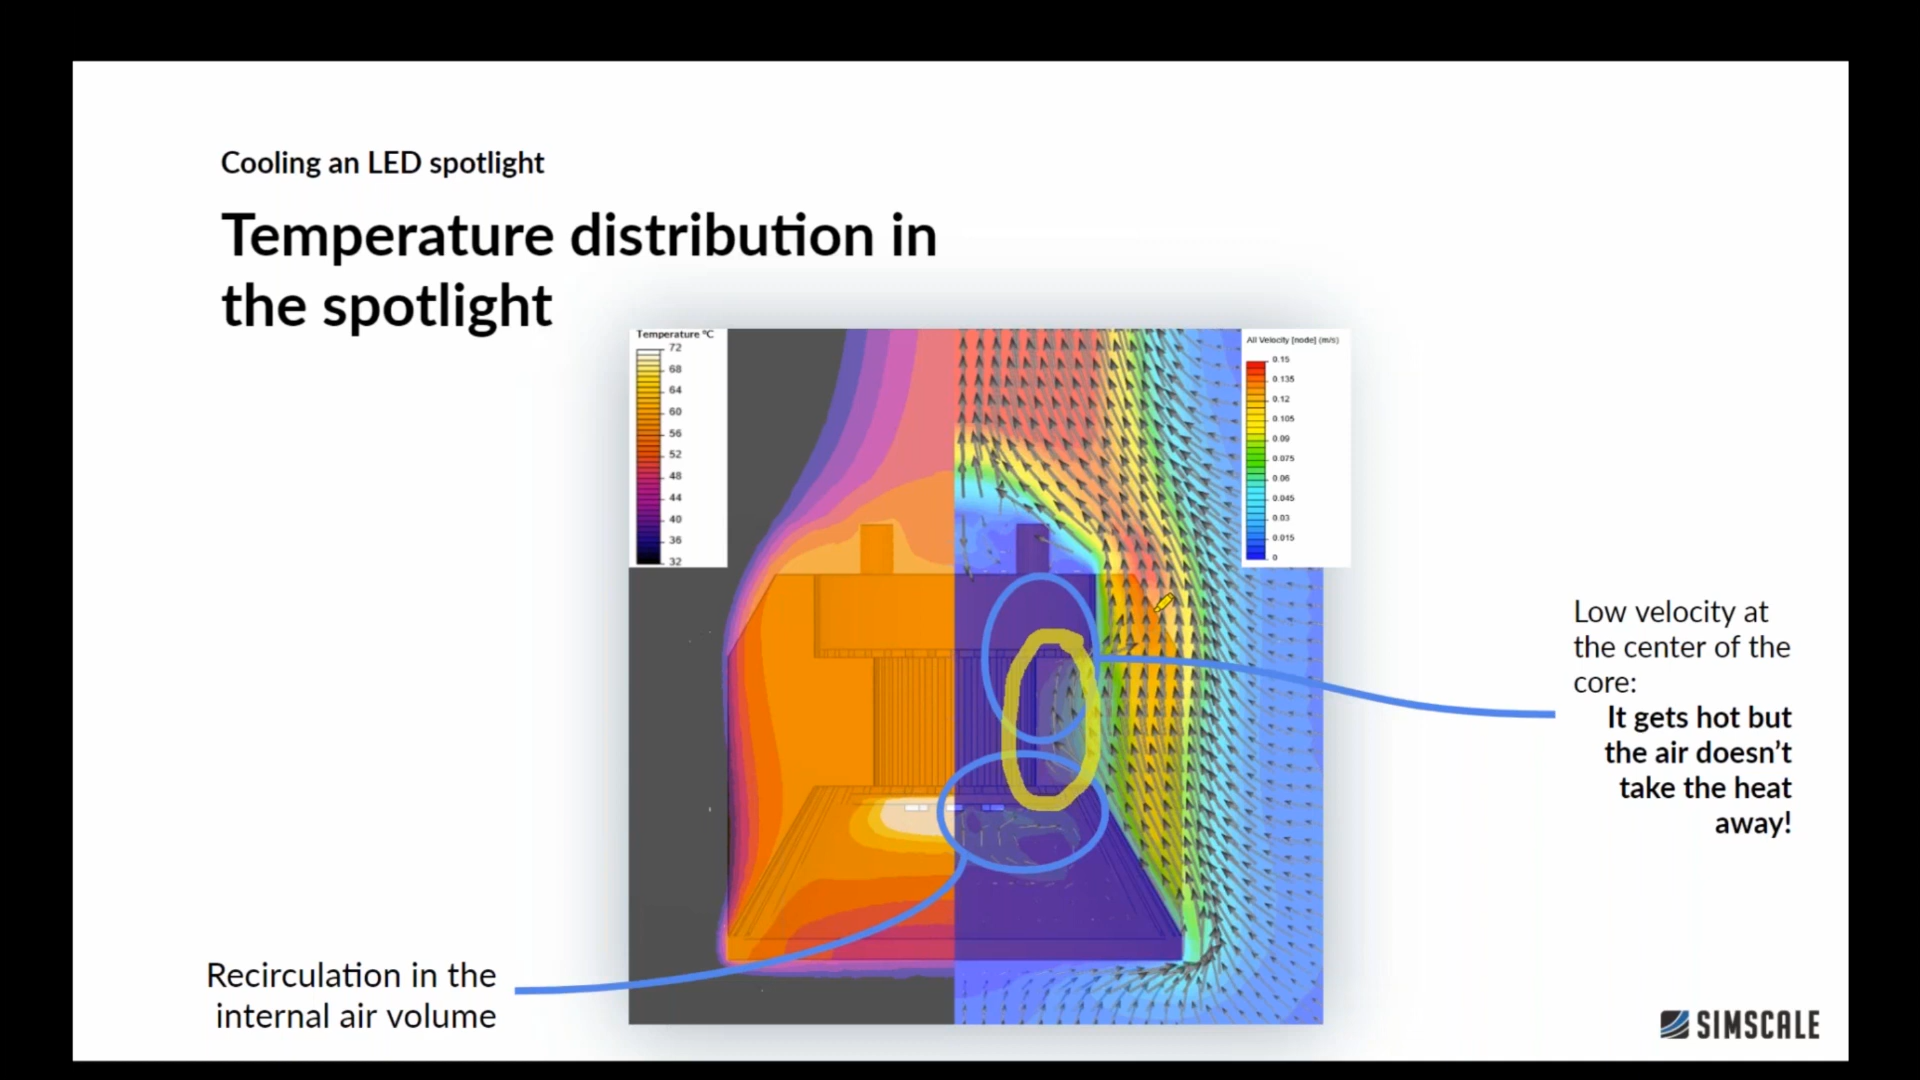 Cooling an LED spotlight
Temperature distribution in
the spotlight
Temperature °C
72
68
64
60
56
52
48
44
40
36
32
All Velocity [node] (m/s)
0.15
0.135
0.12
0.105
0.09
0.075
0.06
0.045
0.03
0.015
0
Low velocity at
the center of the
core:
It gets hot but
the air doesn't
take the heat
away!
Recirculation in the
internal air volume
SIMSCALE